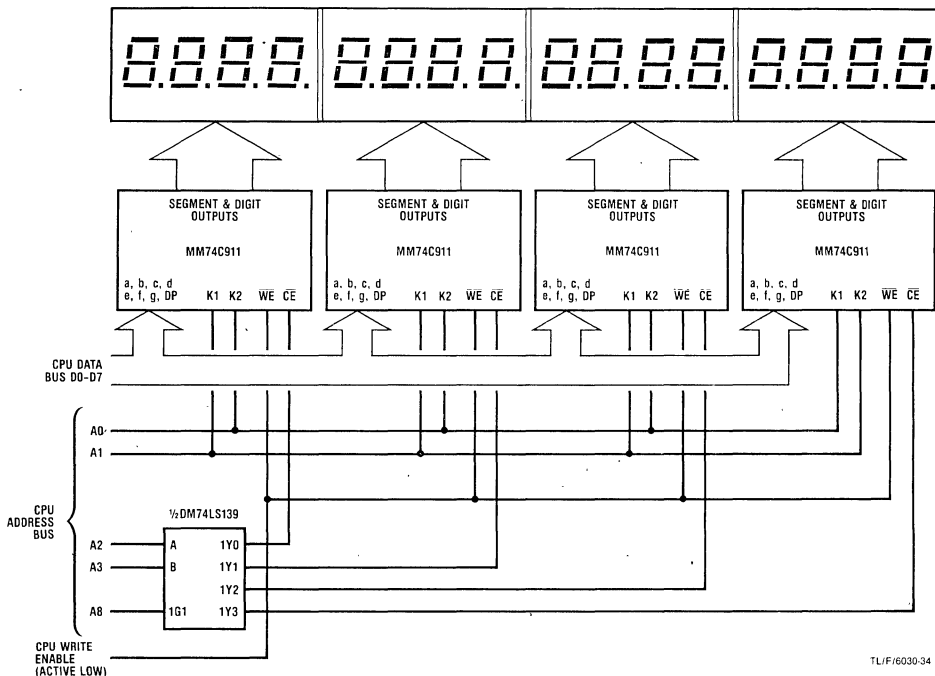 SEGMENT & DIGIT
OUTPUTS
MM74C911
a, b, c, d
e, f, g, DP K1 K2 WE CE
SEGMENT & DIGIT
OUTPUTS
MM74C911
a, b, c, d
e, f, g, DP K1 K2 WE CE
SEGMENT & DIGIT
OUTPUTS
MM74C911
a, b, c, d
e, f, g, DP K1 K2 WE CE
SEGMENT & DIGIT
OUTPUTS
MM74C911
a, b, c, d
e, f, g, DP K1 K2 WE CE
CPU DATA
BUS D0-D7
A0
A1
CPU
ADDRESS
BUS
½DM74LS139
A2 A 1Y0
A3 B 1Y1
1Y2
A8 1G1 1Y3
CPU WRITE
ENABLE
(ACTIVE LOW)
TL/F/6030-34